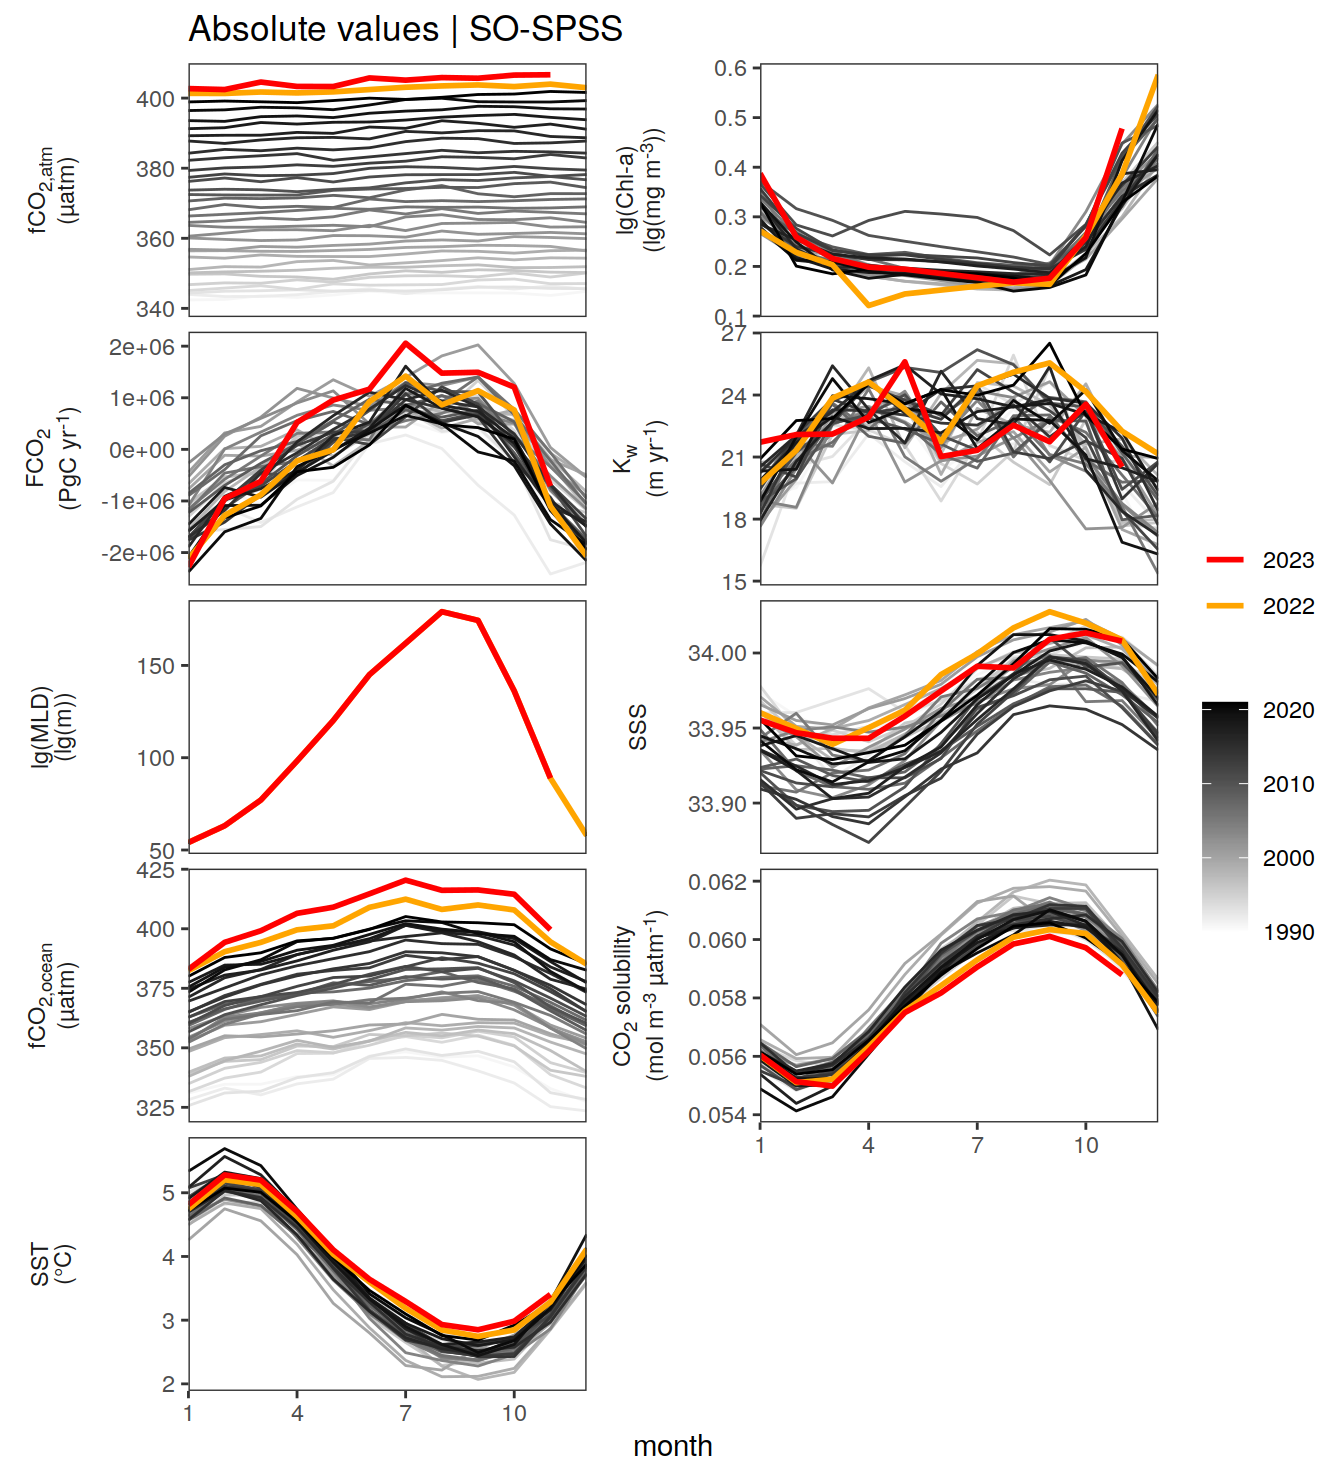 Absolute values | SO-SPSS
fCO2,atm
(µatm)
400
380
360
340
lg(Chl-a)
(lg(mg m-3))
0.6
0.5
0.4
0.3
0.2
0.1
FCO2
(PgC yr-1)
2e+06
1e+06
0e+00
-1e+06
-2e+06
Kw
(m yr-1)
27
24
21
18
15
lg(MLD)
(lg(m))
150
100
50
SSS
34.00
33.95
33.90
fCO2,ocean
(µatm)
425
400
375
350
325
CO2 solubility
(mol m-3 µatm-1)
0.062
0.060
0.058
0.056
0.054
1 4 7 10
SST
(°C)
5
4
3
2
1 4 7 10
month
2023
2022
2020
2010
2000
1990